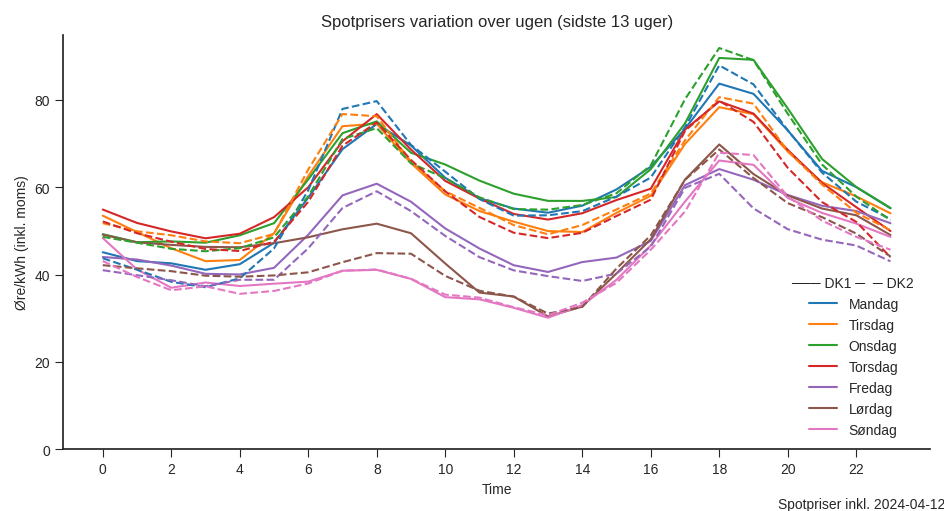 Spotprisers variation over ugen (sidste 13 uger)
Øre/kWh (inkl. moms)
80
60
40
20
0
0 2 4 6 8 10 12 14 16 18 20 22
Time
DK1 DK2
Mandag
Tirsdag
Onsdag
Torsdag
Fredag
Lørdag
Søndag
Spotpriser inkl. 2024-04-12